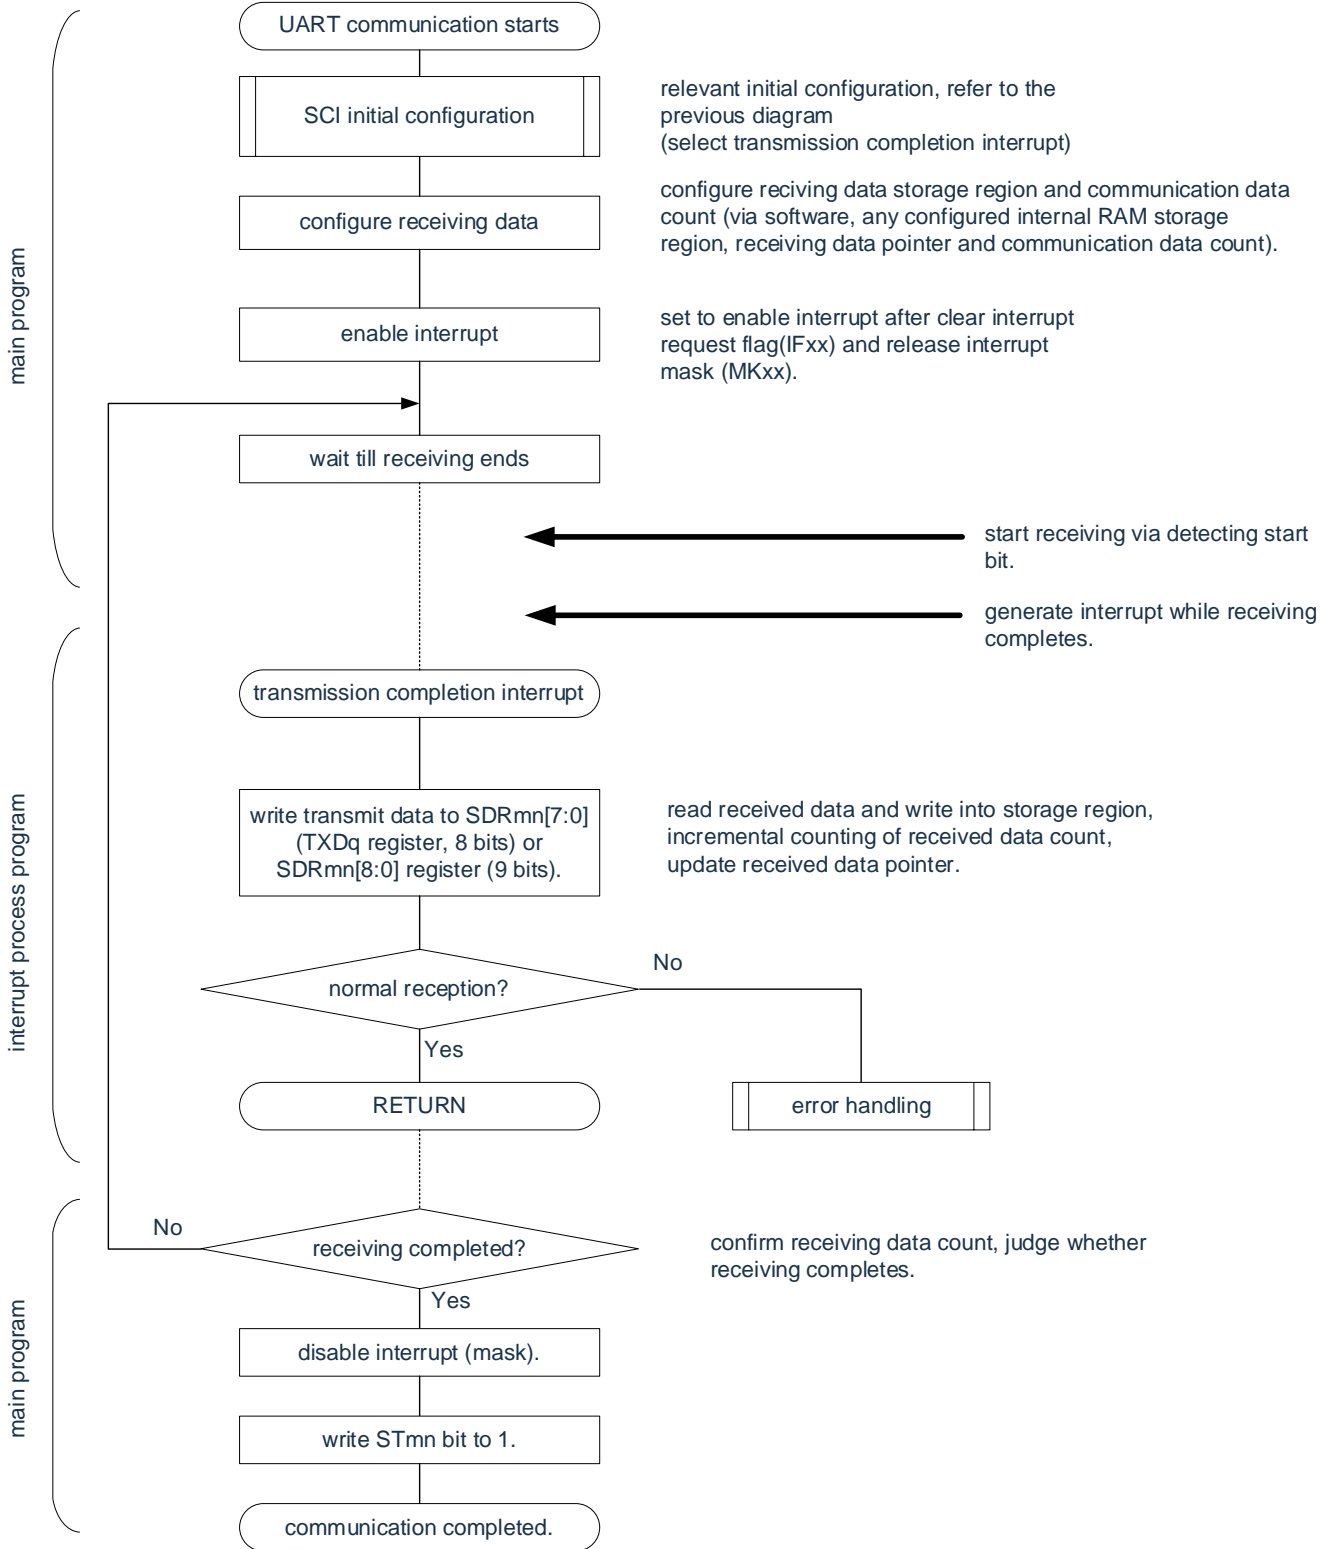 UART communication starts
SCI initial configuration
relevant initial configuration, refer to the
previous diagram
(select transmission completion interrupt)
configure receiving data
configure reciving data storage region and communication data
count (via software, any configured internal RAM storage
region, receiving data pointer and communication data count).
main program
enable interrupt
set to enable interrupt after clear interrupt
request flag(IFxx) and release interrupt
mask (MKxx).
wait till receiving ends
start receiving via detecting start
bit.
generate interrupt while receiving
completes.
transmission completion interrupt
interrupt process program
write transmit data to SDRmn[7:0]
(TXDq register, 8 bits) or
SDRmn[8:0] register (9 bits).
read received data and write into storage region,
incremental counting of received data count,
update received data pointer.
normal reception?
No
Yes
RETURN
error handling
No
receiving completed?
confirm receiving data count, judge whether
receiving completes.
Yes
main program
disable interrupt (mask).
write STmn bit to 1.
communication completed.